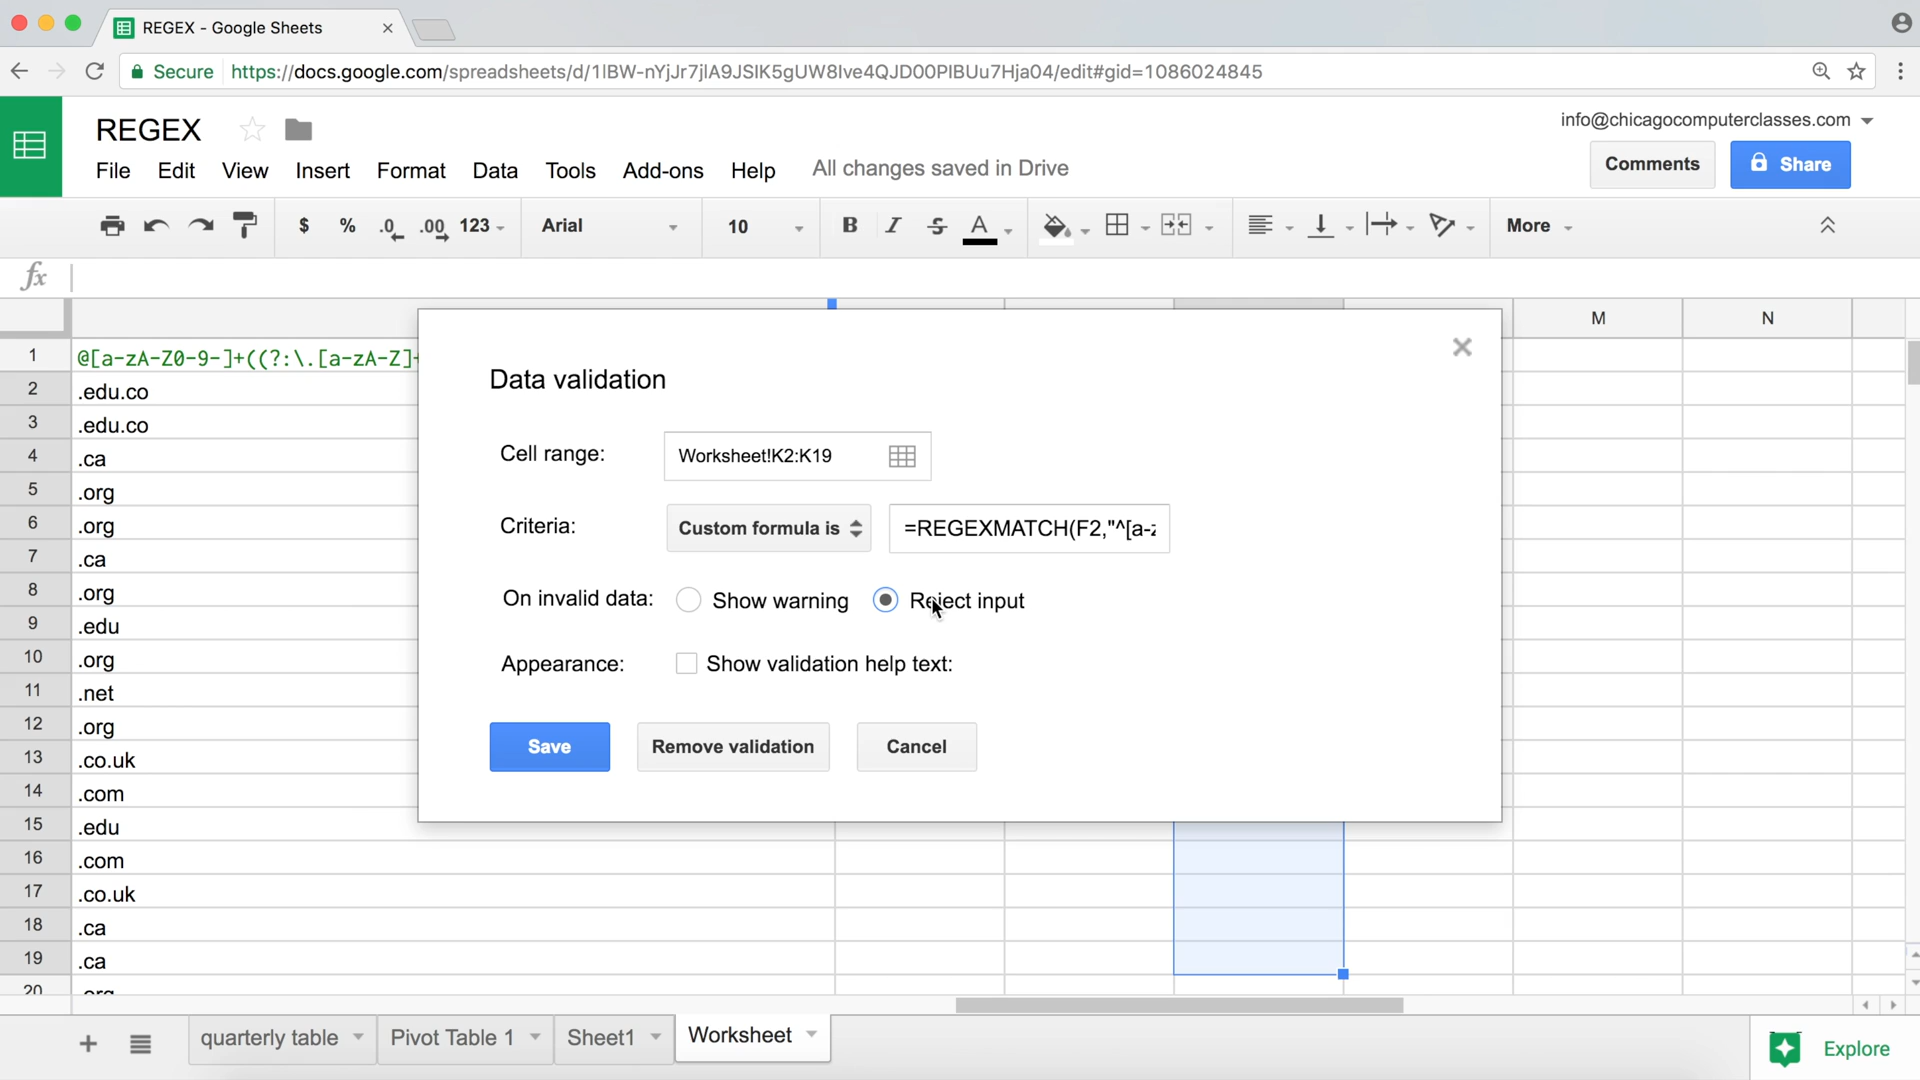 REGEX - Google Sheets
Secure https://docs.google.com/spreadsheets/d/1IBW-nYjJr7jlA9JSIK5gUW8Ive4QJD00PIBUu7Hja04/edit#gid=1086024845
REGEX
info@chicagocomputerclasses.com
File Edit View Insert Format Data Tools Add-ons Help All changes saved in Drive
Comments Share
$ % .0 .00 123 Arial 10 B I S A More
fx
M N
1 @[a-zA-Z0-9-]+((?:\.[a-zA-Z]+
2 .edu.co
3 .edu.co
4 .ca
5 .org
6 .org
7 .ca
8 .org
9 .edu
10 .org
11 .net
12 .org
13 .co.uk
14 .com
15 .edu
16 .com
17 .co.uk
18 .ca
19 .ca
20 .org
Data validation
Cell range: Worksheet!K2:K19
Criteria: Custom formula is =REGEXMATCH(F2,"^[a-z
On invalid data: Show warning Reject input
Appearance: Show validation help text:
Save Remove validation Cancel
quarterly table Pivot Table 1 Sheet1 Worksheet
Explore